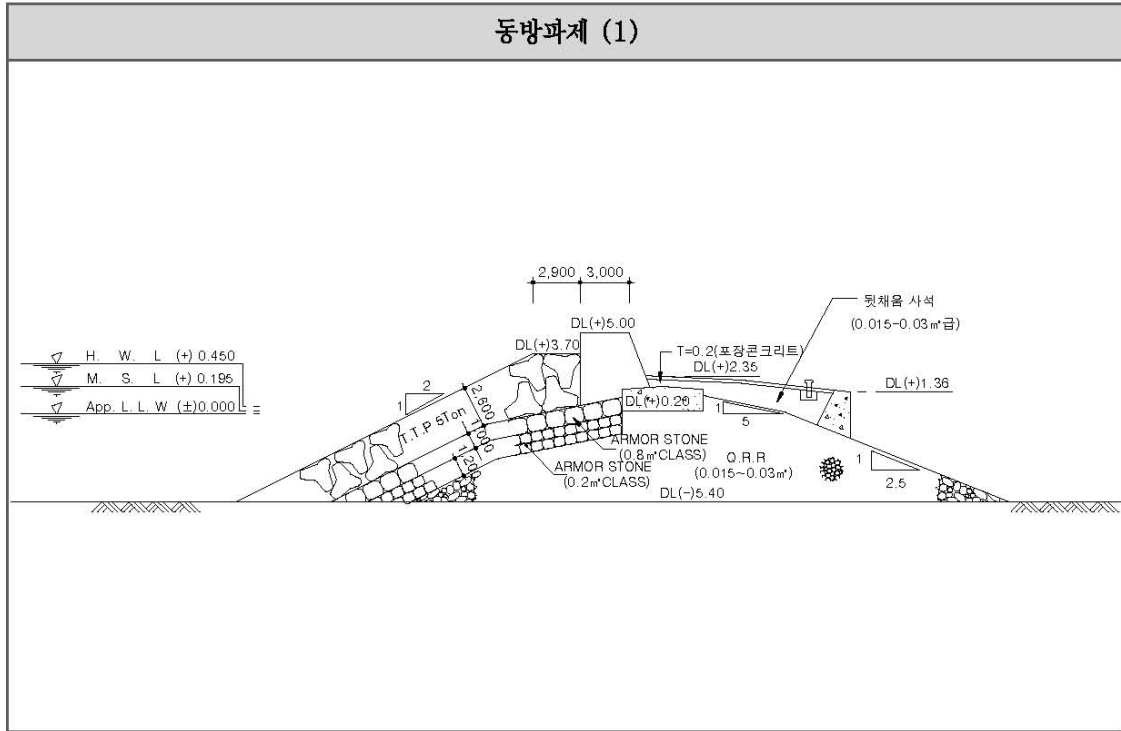 동방파제 (1)
2,900 3,000
뒷채움 사석
(0.015-0.03㎥급)
DL(+)5.00
DL(+)3.70
T=0.2(포장콘크리트)
DL(+)2.35
DL(+)1.36
H. W. L (+) 0.450
M. S. L (+) 0.195
App. L. L. W (±)0.000
2
1
2,600
1,000
1,200
T.T.P 5Ton
DL(+)0.20
1
5
ARMOR STONE
(0.8㎥CLASS)
ARMOR STONE
(0.2㎥CLASS)
Q.R.R
(0.015~0.03㎥)
1
2.5
DL(-)5.40